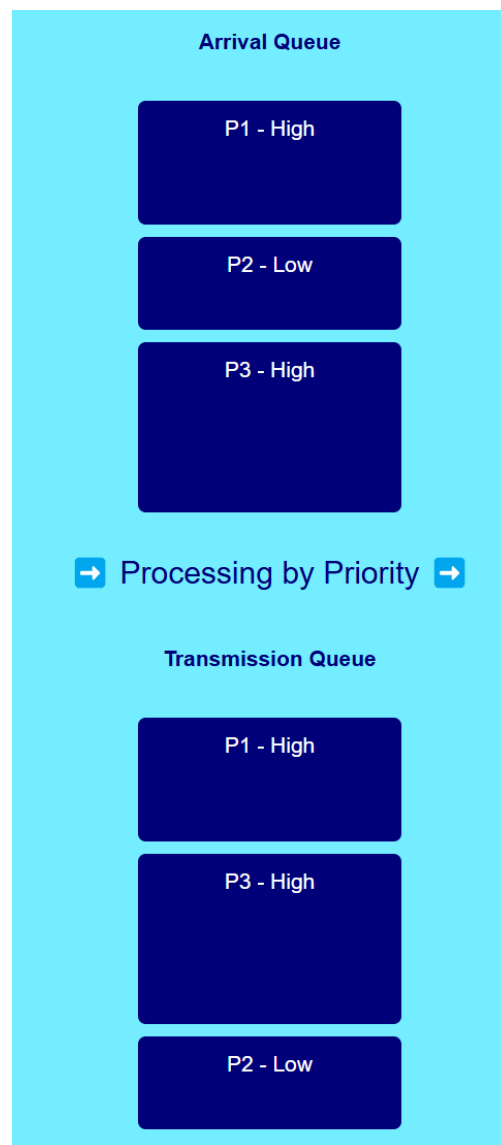 Arrival Queue
P1 - High
P2 - Low
P3 - High
➡️ Processing by Priority ➡️
Transmission Queue
P1 - High
P3 - High
P2 - Low